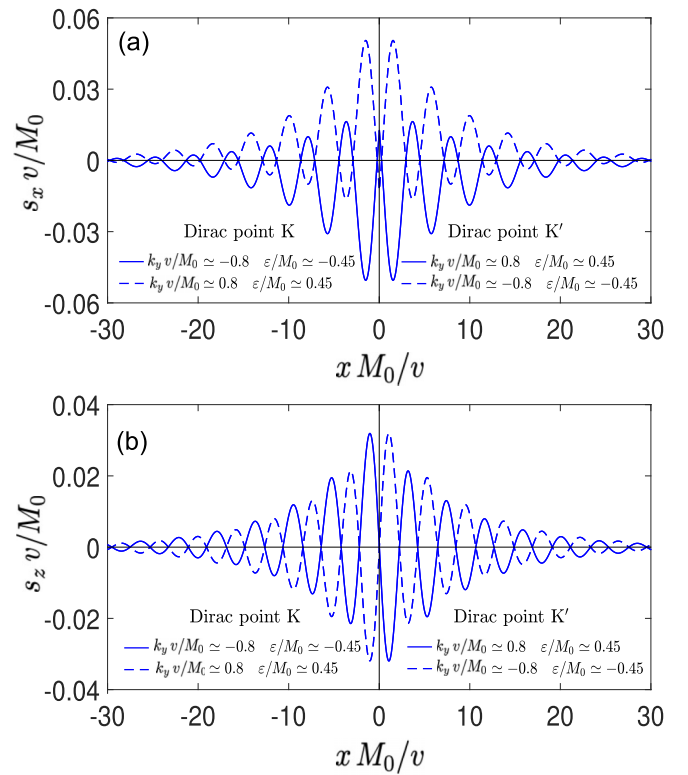 (a)
0.06
0.03
0
-0.03
-0.06
s_x v/M_0
Dirac point K Dirac point K′
k_y v/M_0 ≃ −0.8 ε/M_0 ≃ −0.45 k_y v/M_0 ≃ 0.8 ε/M_0 ≃ 0.45
k_y v/M_0 ≃ 0.8 ε/M_0 ≃ 0.45 k_y v/M_0 ≃ −0.8 ε/M_0 ≃ −0.45
-30 -20 -10 0 10 20 30
x M_0/v
(b)
0.04
0.02
0
-0.02
-0.04
s_z v/M_0
Dirac point K Dirac point K′
k_y v/M_0 ≃ −0.8 ε/M_0 ≃ −0.45 k_y v/M_0 ≃ 0.8 ε/M_0 ≃ 0.45
k_y v/M_0 ≃ 0.8 ε/M_0 ≃ 0.45 k_y v/M_0 ≃ −0.8 ε/M_0 ≃ −0.45
-30 -20 -10 0 10 20 30
x M_0/v